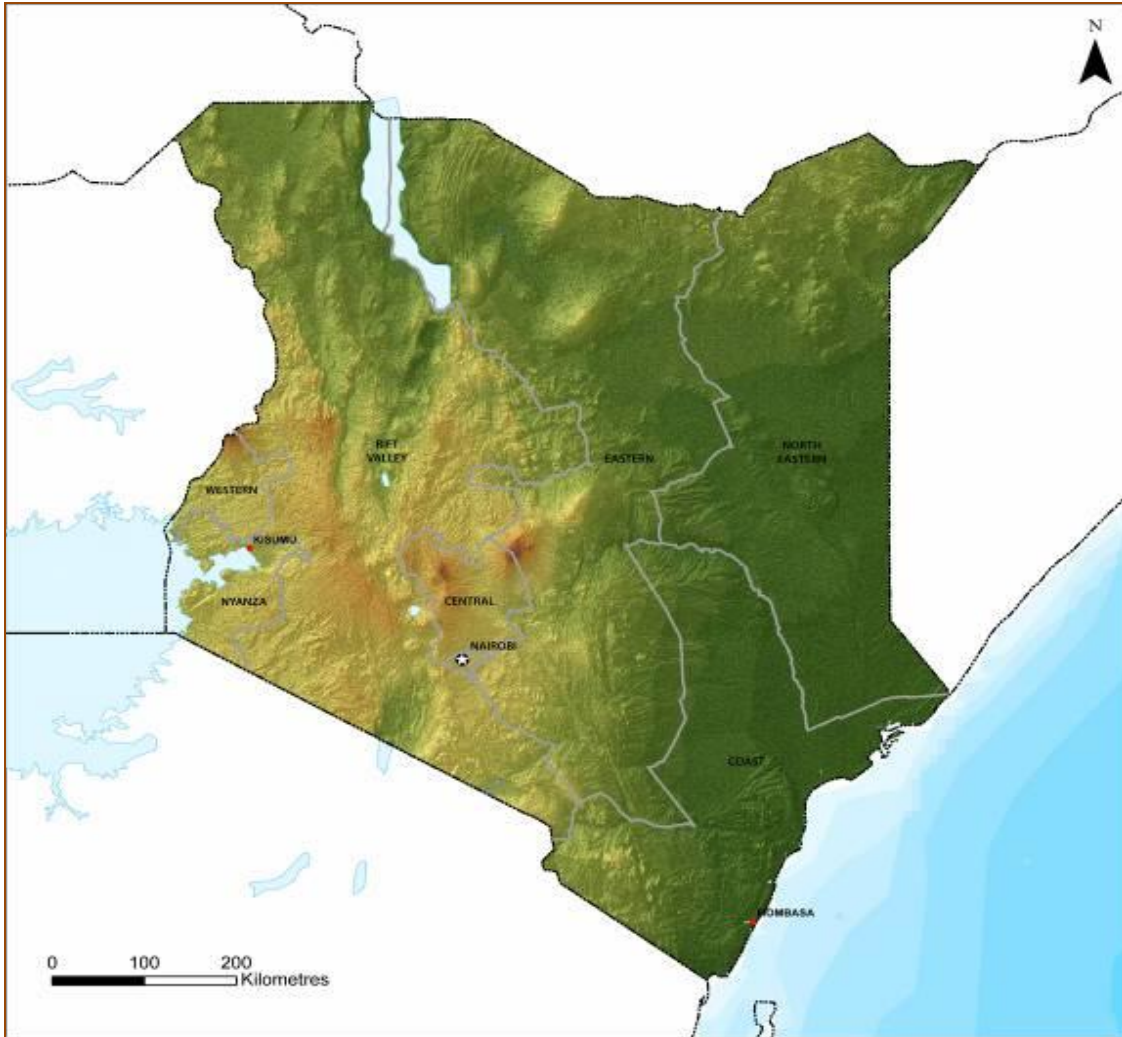 N
RIFT
VALLEY
EASTERN
NORTH
EASTERN
WESTERN
KISUMU
NYANZA
CENTRAL
NAIROBI
COAST
MOMBASA
0 100 200
Kilometres